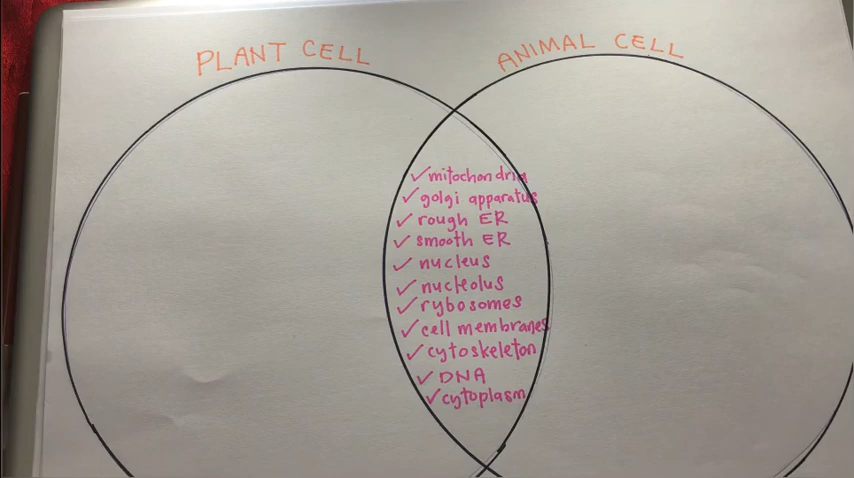 PLANT CELL
ANIMAL CELL
✓ mitochondria
✓ golgi apparatus
✓ rough ER
✓ smooth ER
✓ nucleus
✓ nucleolus
✓ rybosomes
✓ cell membranes
✓ cytoskeleton
✓ DNA
✓ cytoplasm